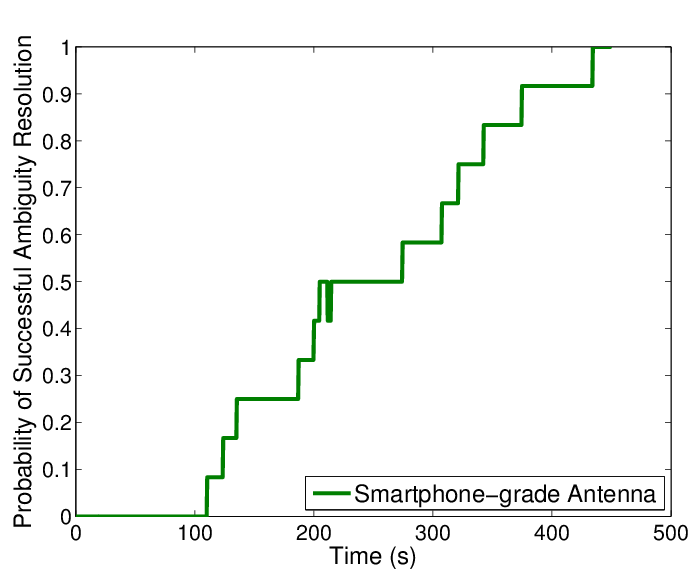 Probability of Successful Ambiguity Resolution
1
0.9
0.8
0.7
0.6
0.5
0.4
0.3
0.2
0.1
0
Smartphone−grade Antenna
0 100 200 300 400 500
Time (s)